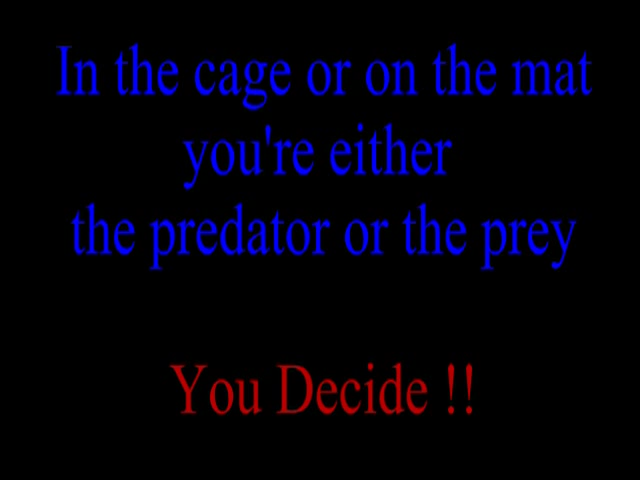 In the cage or on the mat
you're either
the predator or the prey
You Decide !!